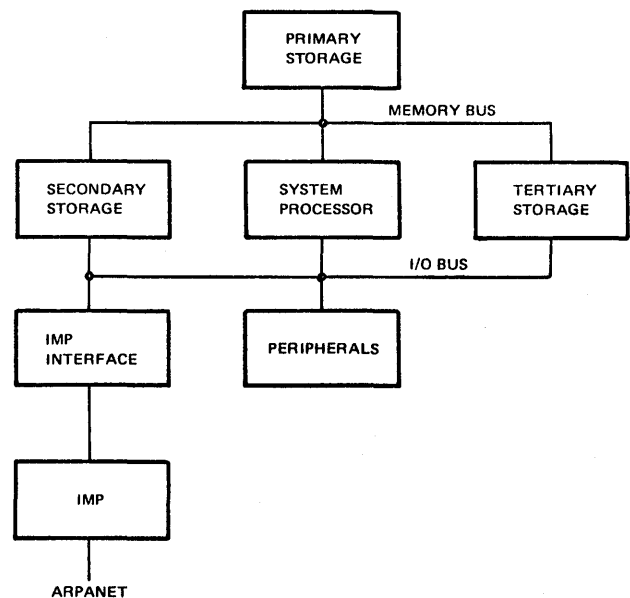 PRIMARY
STORAGE
MEMORY BUS
SECONDARY
STORAGE
SYSTEM
PROCESSOR
TERTIARY
STORAGE
I/O BUS
IMP
INTERFACE
PERIPHERALS
IMP
ARPANET